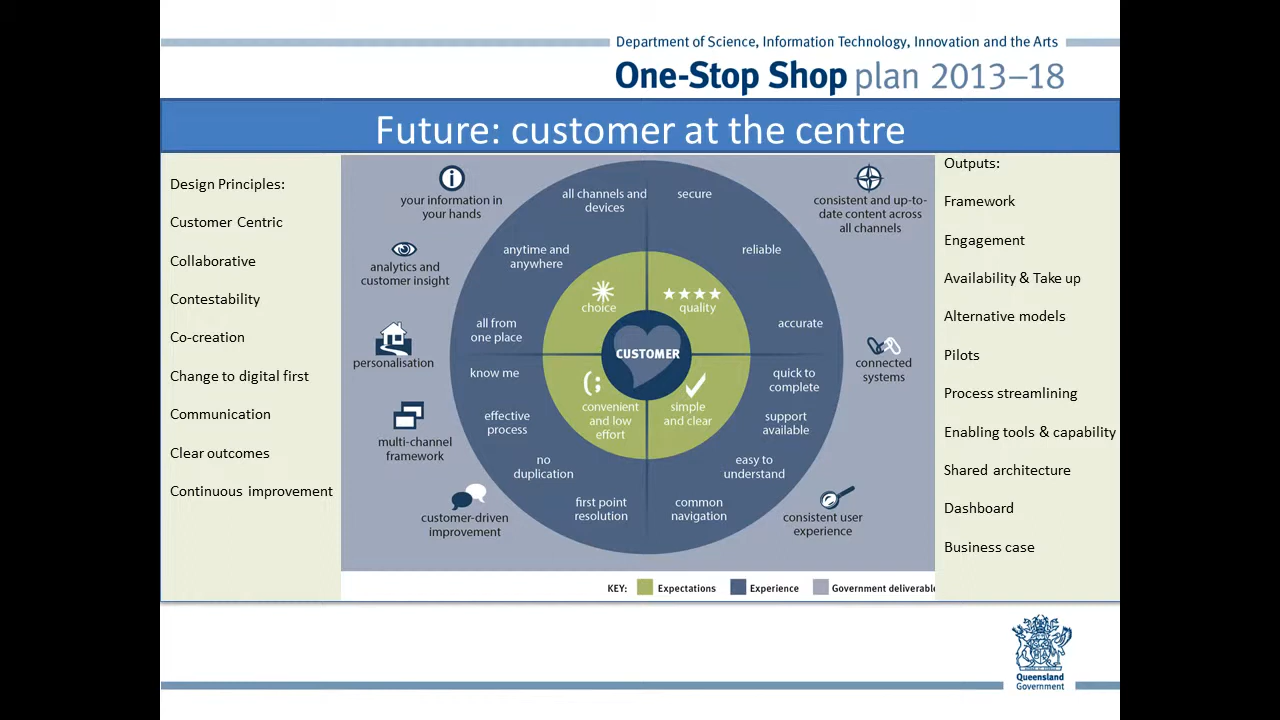 Department of Science, Information Technology, Innovation and the Arts
One-Stop Shop plan 2013–18
Future: customer at the centre
Design Principles:
Customer Centric
Collaborative
Contestability
Co-creation
Change to digital first
Communication
Clear outcomes
Continuous improvement
your information in
your hands
analytics and
customer insight
personalisation
multi-channel
framework
customer-driven
improvement
all channels and
devices
anytime and
anywhere
all from
one place
know me
effective
process
no
duplication
first point
resolution
secure
reliable
accurate
quick to
complete
support
available
easy to
understand
common
navigation
choice
quality
CUSTOMER
convenient
and low
effort
simple
and clear
consistent and up-to-
date content across
all channels
connected
systems
consistent user
experience
KEY: Expectations Experience Government deliverable
Outputs:
Framework
Engagement
Availability & Take up
Alternative models
Pilots
Process streamlining
Enabling tools & capability
Shared architecture
Dashboard
Business case
Queensland
Government